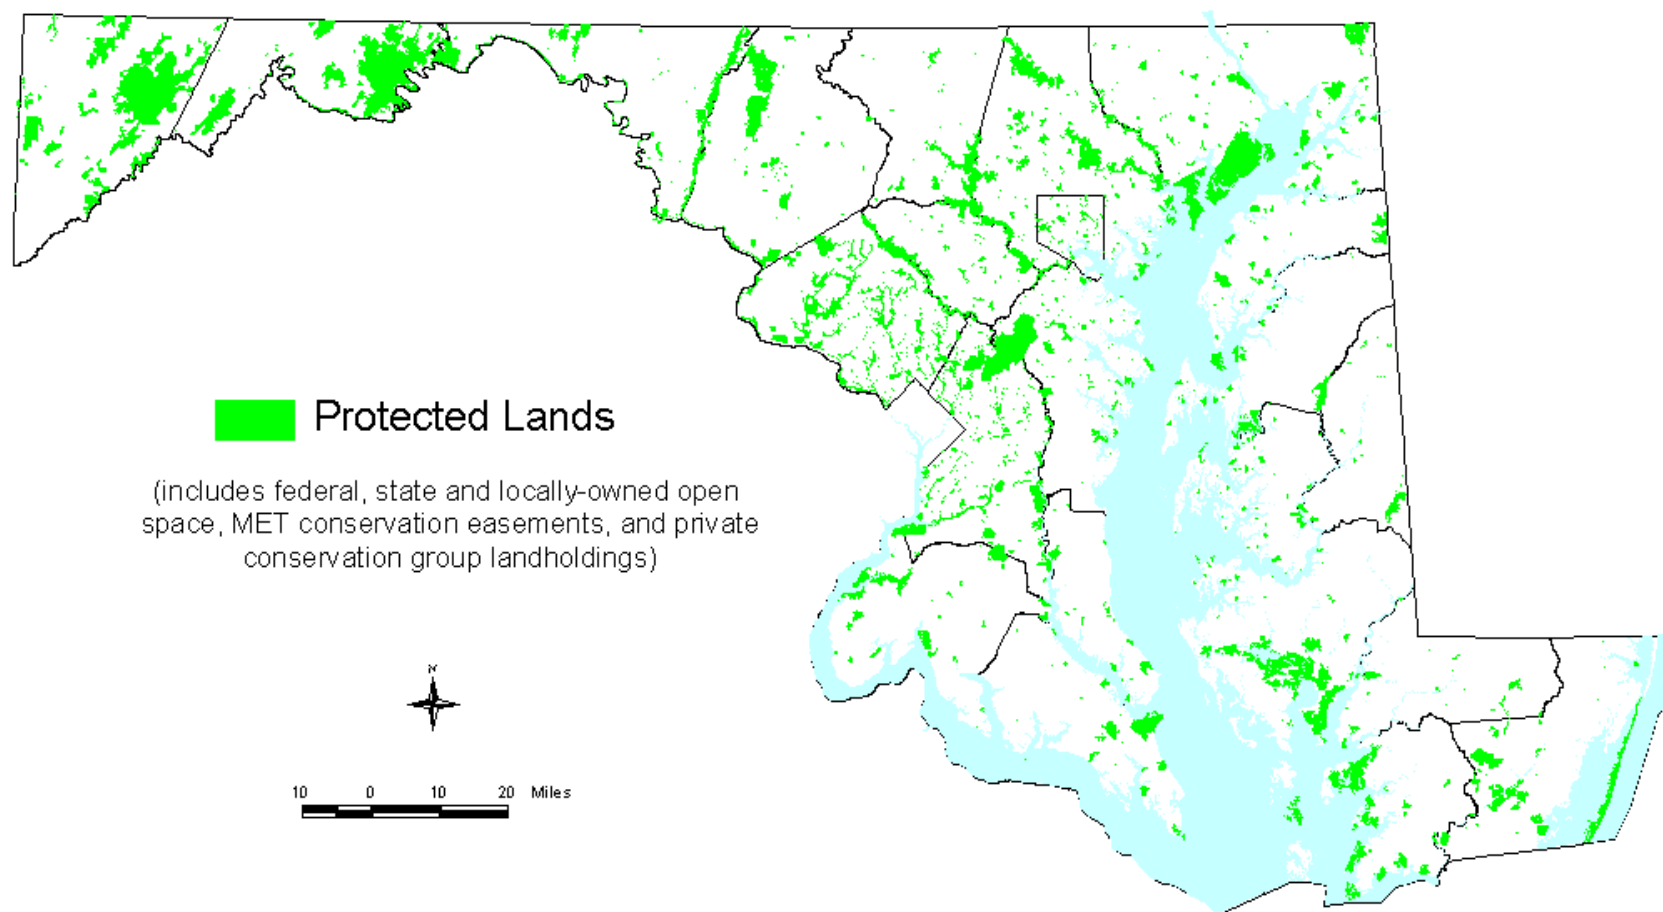 Protected Lands
(includes federal, state and locally-owned open
space, MET conservation easements, and private
conservation group landholdings)
N
10 0 10 20 Miles